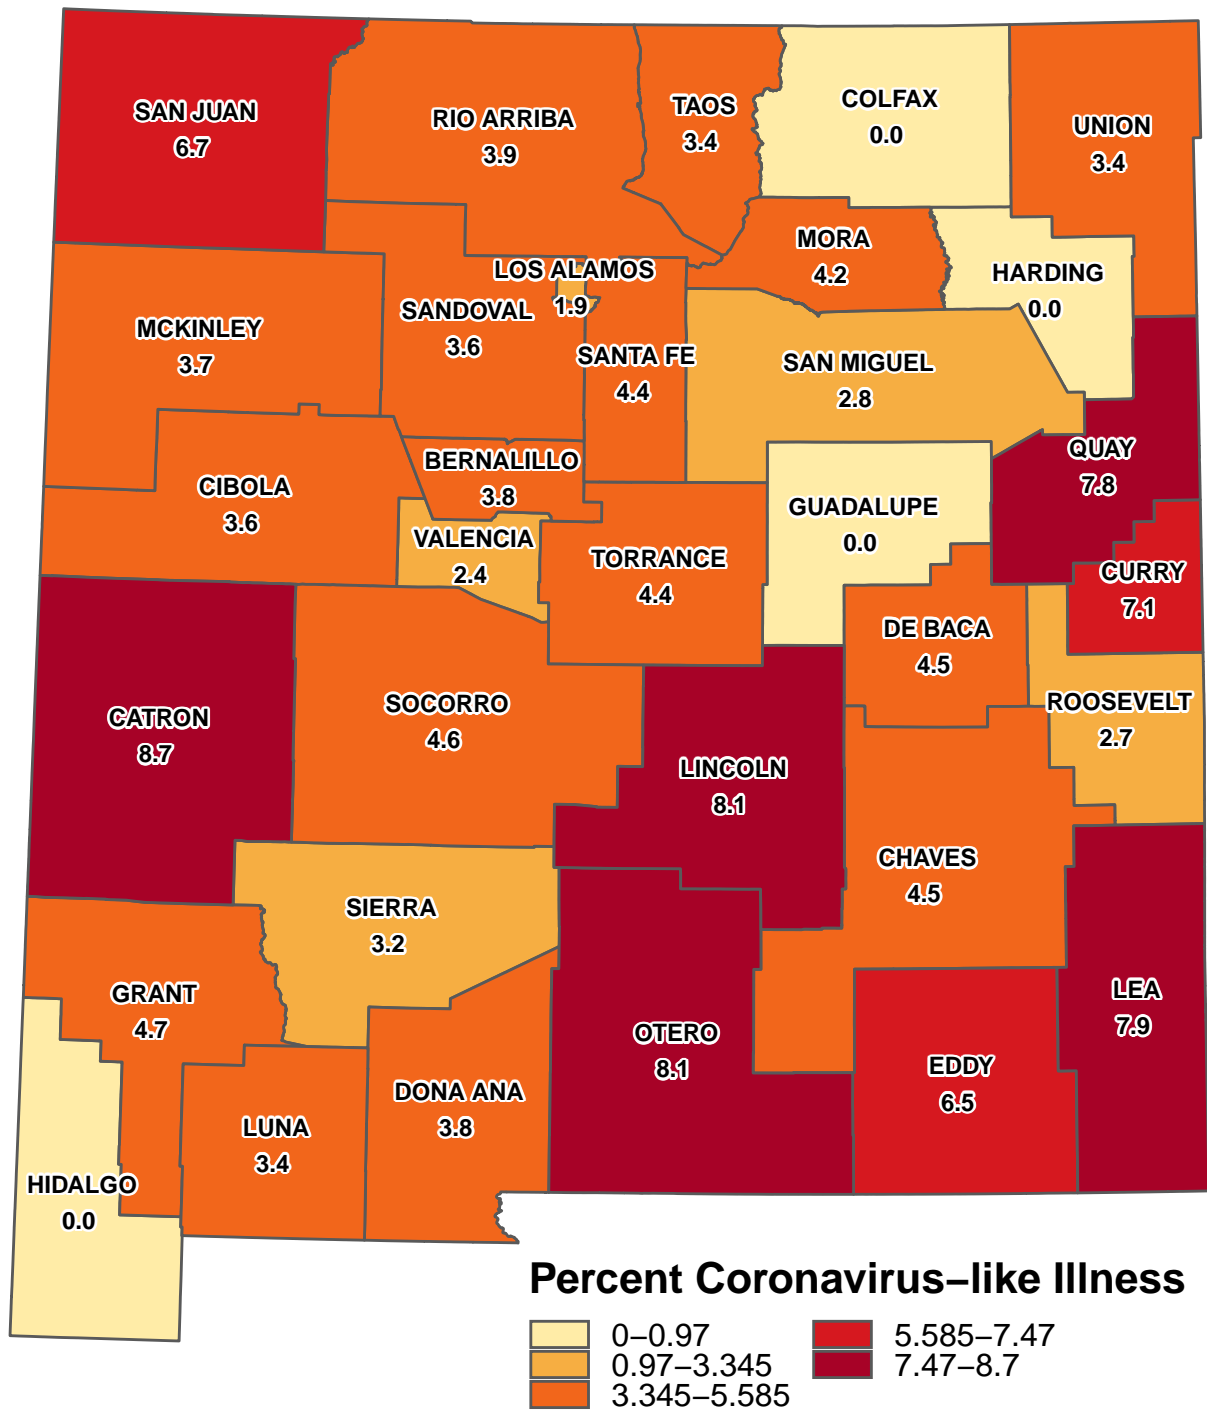 SAN JUAN
6.7
RIO ARRIBA
3.9
TAOS
3.4
COLFAX
0.0
UNION
3.4
MORA
4.2
HARDING
0.0
LOS ALAMOS
1.9
SANDOVAL
3.6
MCKINLEY
3.7
SANTA FE
4.4
SAN MIGUEL
2.8
QUAY
7.8
BERNALILLO
3.8
CIBOLA
3.6
GUADALUPE
0.0
VALENCIA
2.4
TORRANCE
4.4
CURRY
7.1
DE BACA
4.5
ROOSEVELT
2.7
CATRON
8.7
SOCORRO
4.6
LINCOLN
8.1
CHAVES
4.5
SIERRA
3.2
GRANT
4.7
LEA
7.9
OTERO
8.1
EDDY
6.5
DONA ANA
3.8
LUNA
3.4
HIDALGO
0.0
Percent Coronavirus−like Illness
0−0.97
0.97−3.345
3.345−5.585
5.585−7.47
7.47−8.7